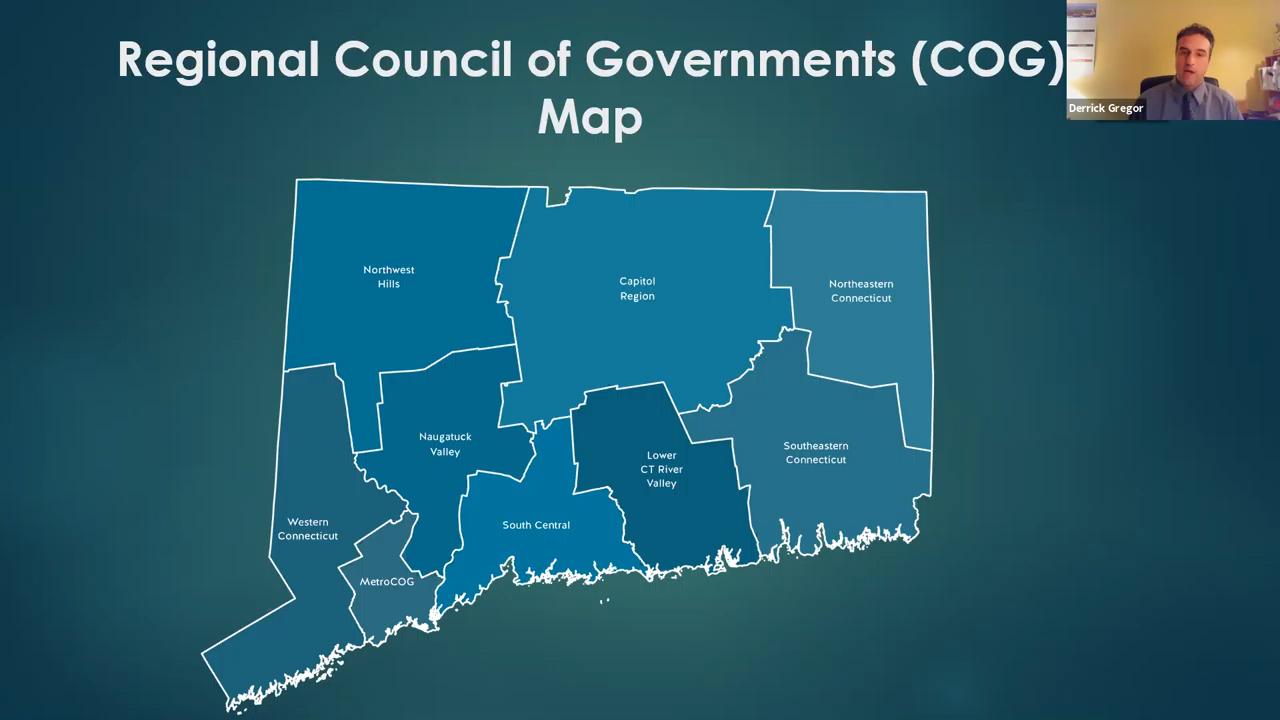 Regional Council of Governments (COG)
Map
Derrick Gregor
Northwest
Hills
Capitol
Region
Northeastern
Connecticut
Naugatuck
Valley
Lower
CT River
Valley
Southeastern
Connecticut
Western
Connecticut
South Central
MetroCOG